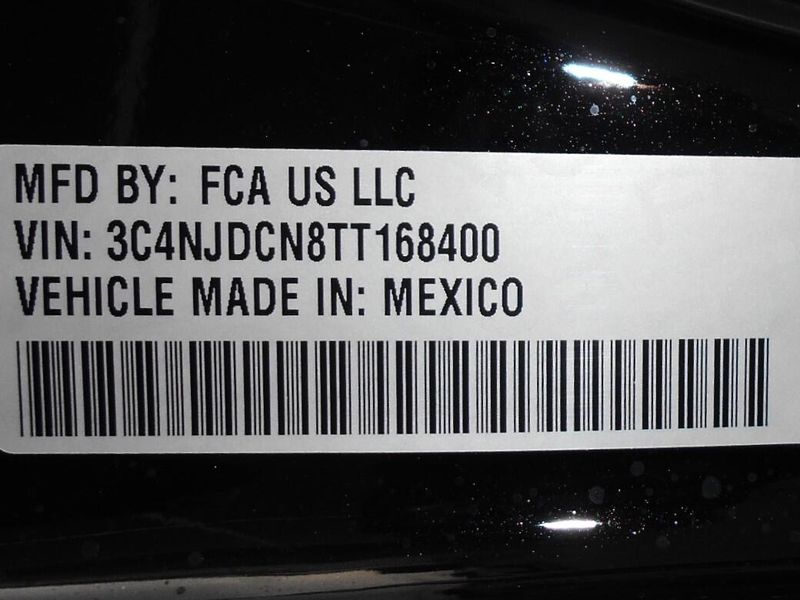 MFD BY: FCA US LLC
VIN: 3C4NJDCN8TT168400
VEHICLE MADE IN: MEXICO